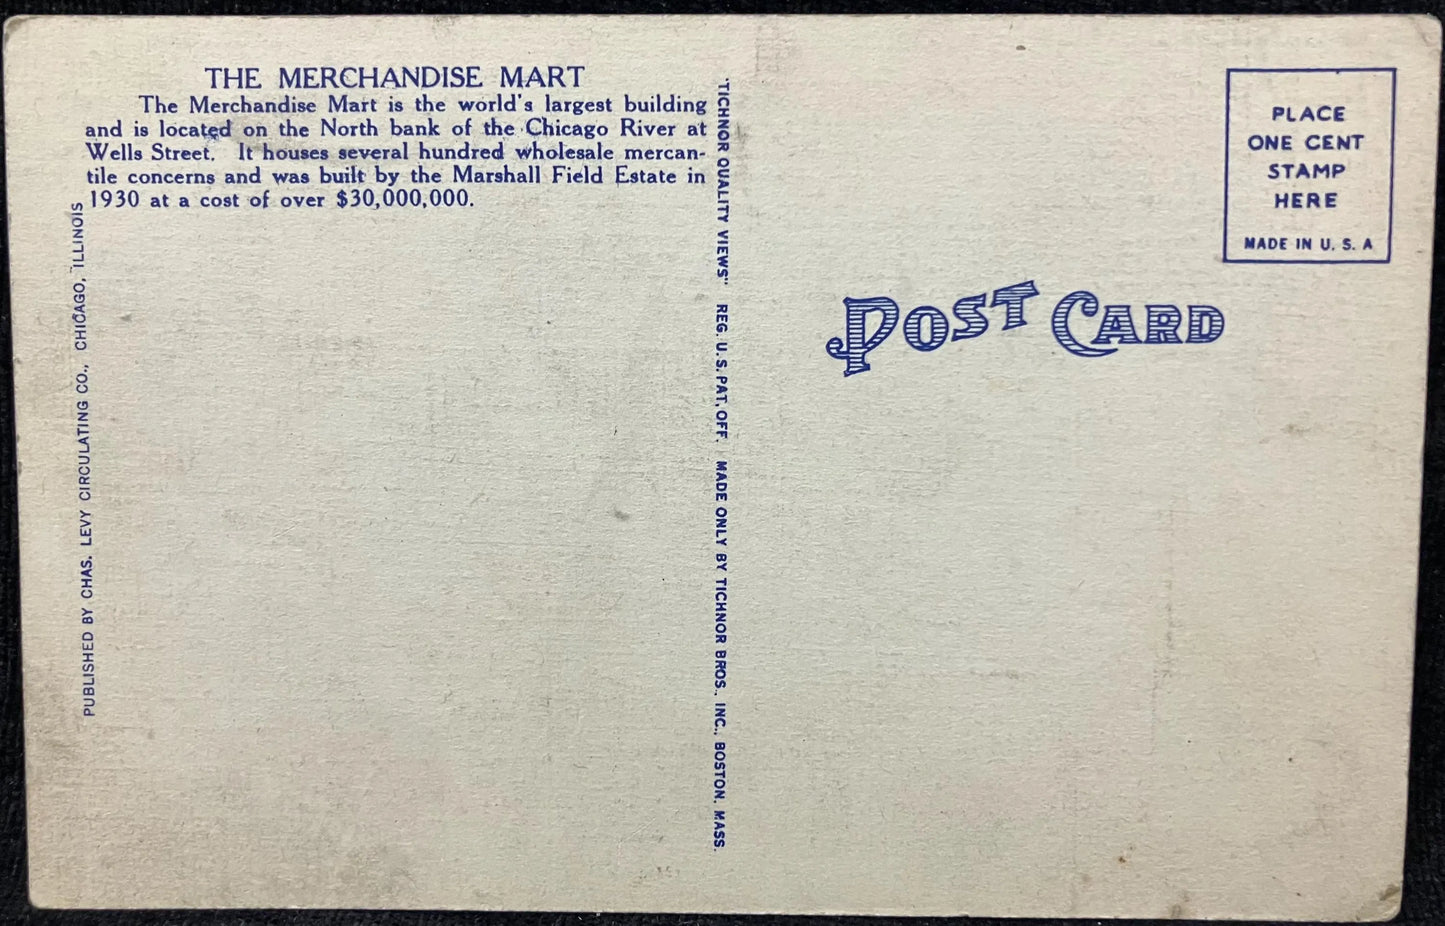 THE MERCHANDISE MART
The Merchandise Mart is the world's largest building
and is located on the North bank of the Chicago River at
Wells Street. It houses several hundred wholesale mercan-
tile concerns and was built by the Marshall Field Estate in
1930 at a cost of over $30,000,000.
PUBLISHED BY CHAS. LEVY CIRCULATING CO., CHICAGO, ILLINOIS
"TICHNOR QUALITY VIEWS" REG. U. S. PAT. OFF. MADE ONLY BY TICHNOR BROS., INC., BOSTON, MASS.
POST CARD
PLACE
ONE CENT
STAMP
HERE
MADE IN U. S. A